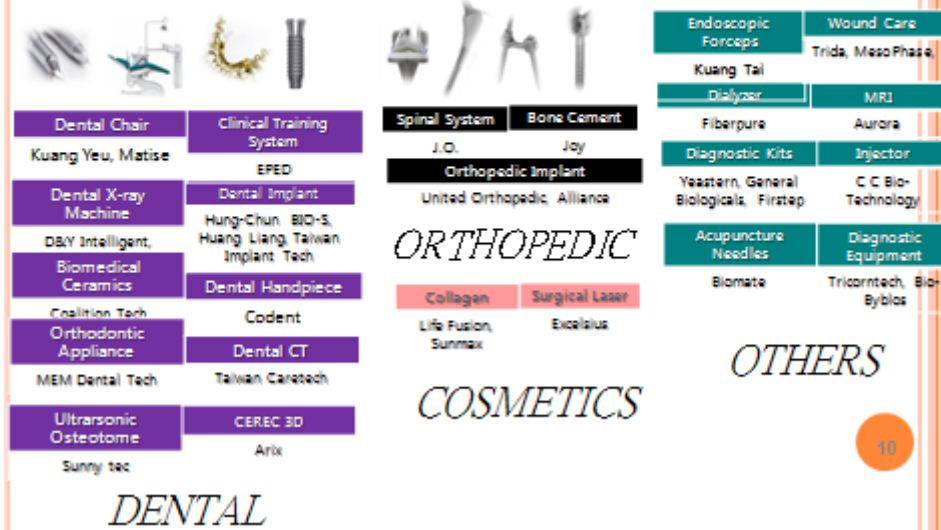 Dental Chair
Kuang Yeu, Matise
Dental X-ray
Machine
D&Y Intelligent,
Biomedical
Ceramics
Coalition Tech
Orthodontic
Appliance
MEM Dental Tech
Ultrarsonic
Osteotome
Sunny tec
Clinical Training
System
EPED
Dental Implant
Hung-Chun BIO-S,
Huang Liang, Taiwan
Implant Tech
Dental Handpiece
Codent
Dental CT
Taiwan Caretech
CEREC 3D
Arix
DENTAL
Spinal System
J.O.
Bone Cement
Joy
Orthopedic Implant
United Orthopedic, Alliance
ORTHOPEDIC
Collagen
Life Fusion,
Sunmax
Surgical Laser
Excelsius
COSMETICS
Endoscopic
Forceps
Kuang Tai
Wound Care
Trida, MesoPhase,
Dialyzer
Fiberpure
MRI
Aurora
Diagnostic Kits
Yeastern, General
Biologicals, Firstep
Injector
C C Bio-
Technology
Acupuncture
Needles
Biomate
Diagnostic
Equipment
Tricorntech, Bio-
Byblos
OTHERS
10